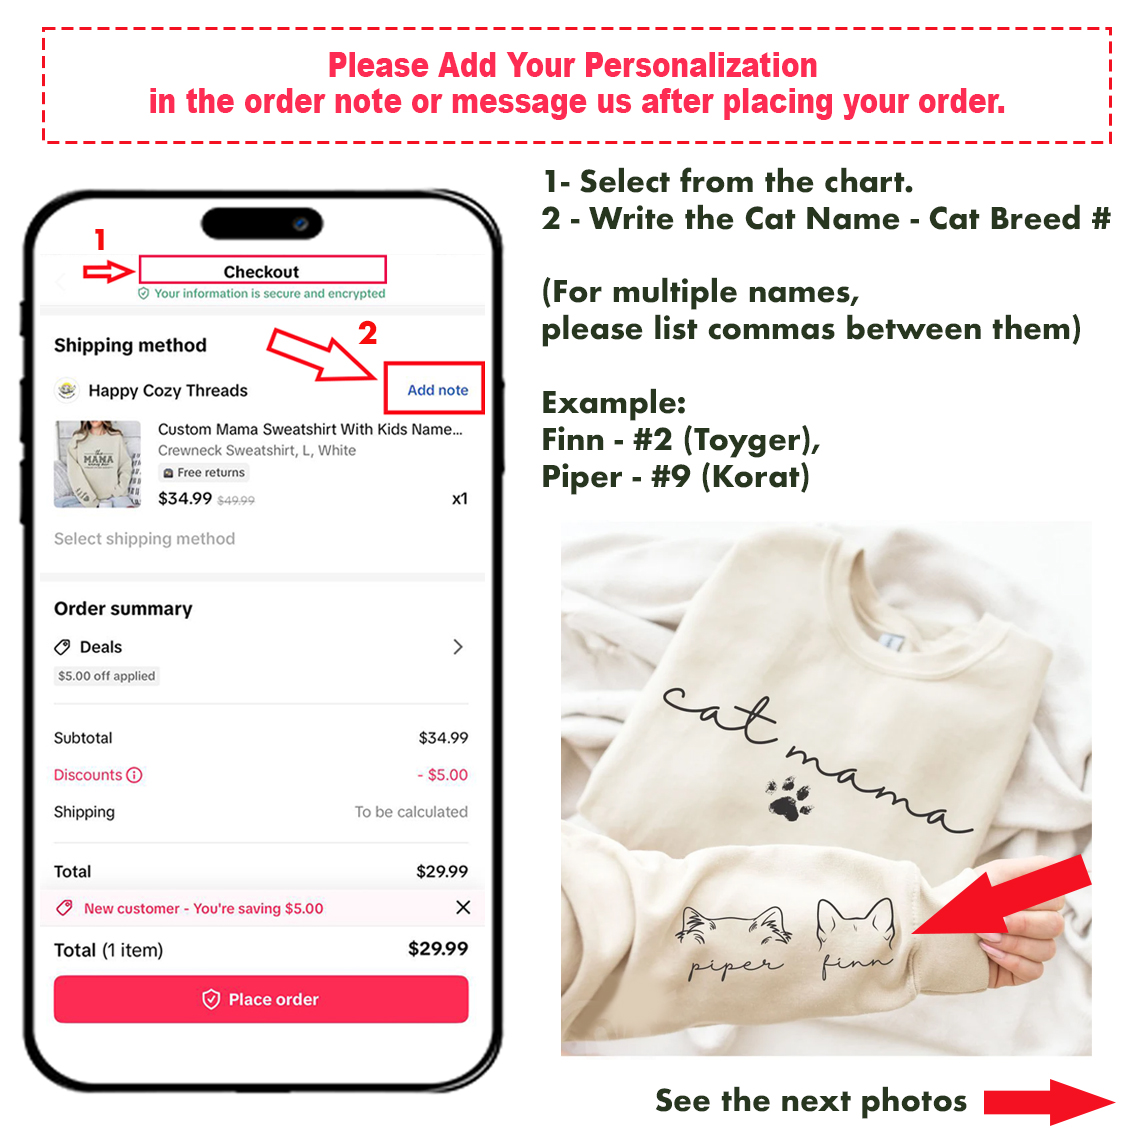 Please Add Your Personalization
in the order note or message us after placing your order.
1- Select from the chart.
2 - Write the Cat Name - Cat Breed #
(For multiple names,
please list commas between them)
Example:
Finn - #2 (Toyger),
Piper - #9 (Korat)
1
Checkout
Your information is secure and encrypted
2
Shipping method
Happy Cozy Threads
Add note
Custom Mama Sweatshirt With Kids Name...
Crewneck Sweatshirt, L, White
Free returns
$34.99 $49.99 x1
MAMA
Select shipping method
Order summary
Deals
$5.00 off applied
Subtotal $34.99
Discounts - $5.00
Shipping To be calculated
Total $29.99
New customer - You're saving $5.00
Total (1 item) $29.99
Place order
cat mama
piper finn
See the next photos